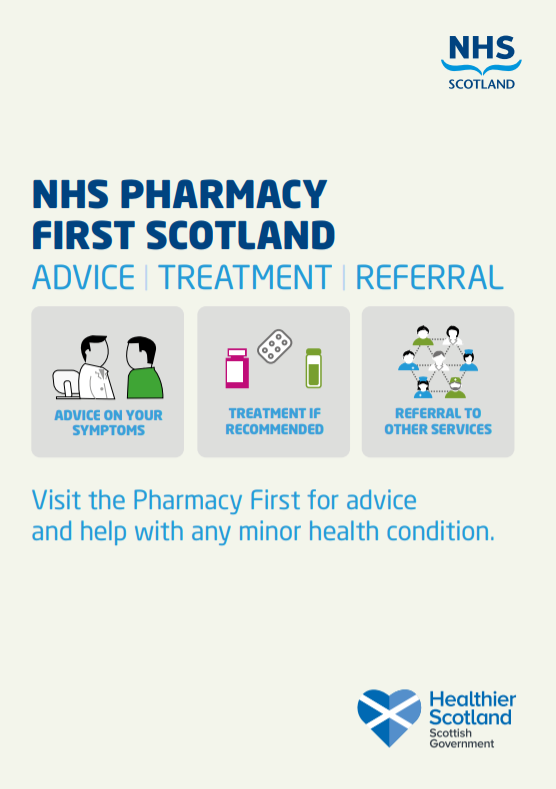 NHS
SCOTLAND
NHS PHARMACY
FIRST SCOTLAND
ADVICE | TREATMENT | REFERRAL
ADVICE ON YOUR
SYMPTOMS
TREATMENT IF
RECOMMENDED
REFERRAL TO
OTHER SERVICES
Visit the Pharmacy First for advice
and help with any minor health condition.
Healthier
Scotland
Scottish
Government